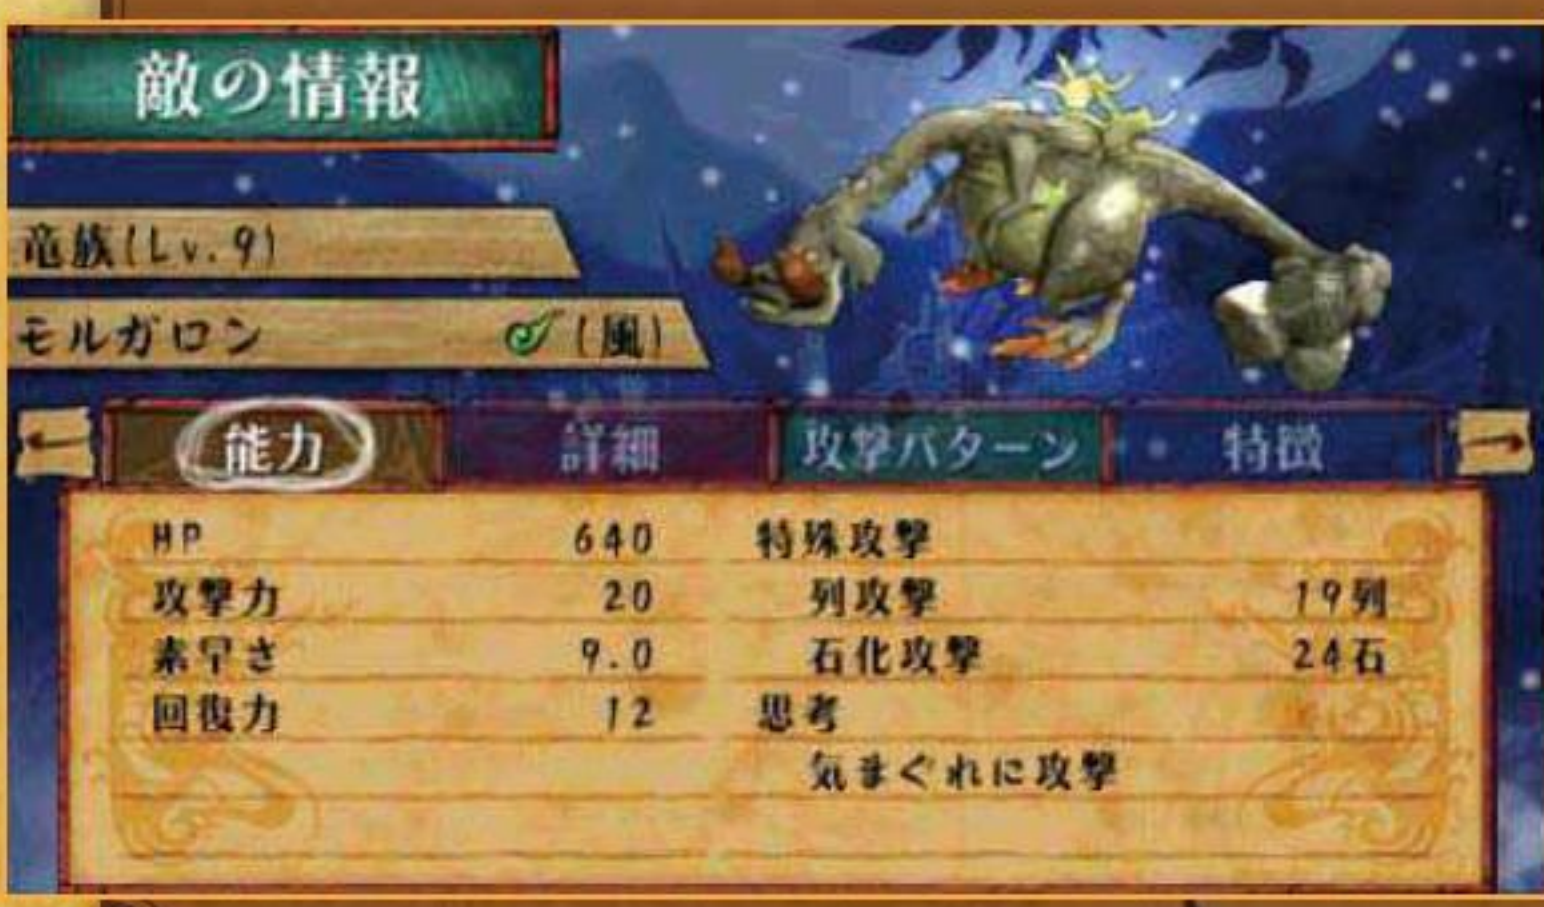 敵の情報
竜族(Lv.9)
モルガロン (風)
能力 詳細 攻撃パターン 特徴
HP 640 特殊攻撃
攻撃力 20 列攻撃 19列
素早さ 9.0 石化攻撃 24石
回復力 12 思考
気まぐれに攻撃